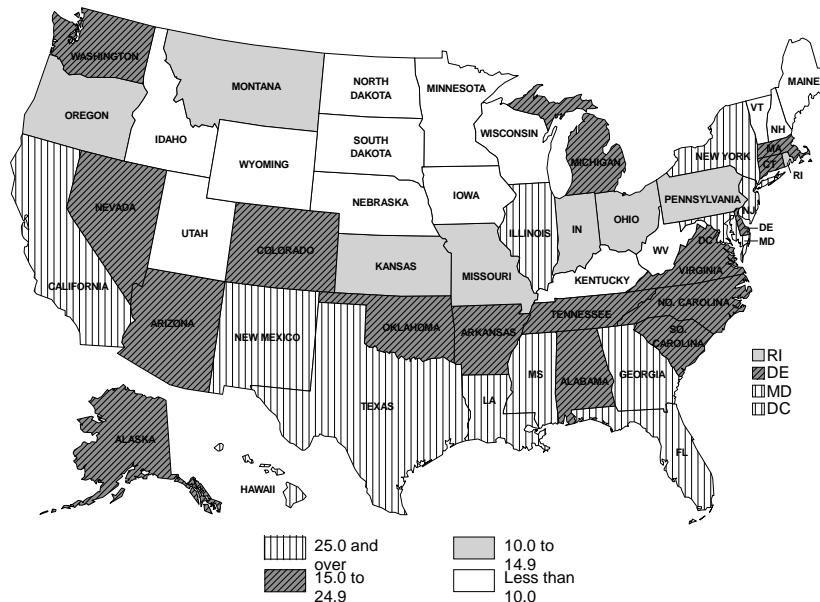 WASHINGTON
MONTANA
NORTH
DAKOTA
MINNESOTA
MAINE
OREGON
IDAHO
WISCONSIN
VT
NH
SOUTH
DAKOTA
MICHIGAN
NEW YORK
MA
CT
RI
WYOMING
IOWA
PENNSYLVANIA
NJ
NEBRASKA
NEVADA
UTAH
ILLINOIS
IN
OHIO
DE
MD
DC
WV
COLORADO
KANSAS
MISSOURI
KENTUCKY
VIRGINIA
CALIFORNIA
NO. CAROLINA
TENNESSEE
ARIZONA
NEW MEXICO
OKLAHOMA
ARKANSAS
SO.
CAROLINA
MS
ALABAMA
GEORGIA
TEXAS
LA
FL
ALASKA
HAWAII
RI
DE
MD
DC
25.0 and
over
10.0 to
14.9
15.0 to
24.9
Less than
10.0